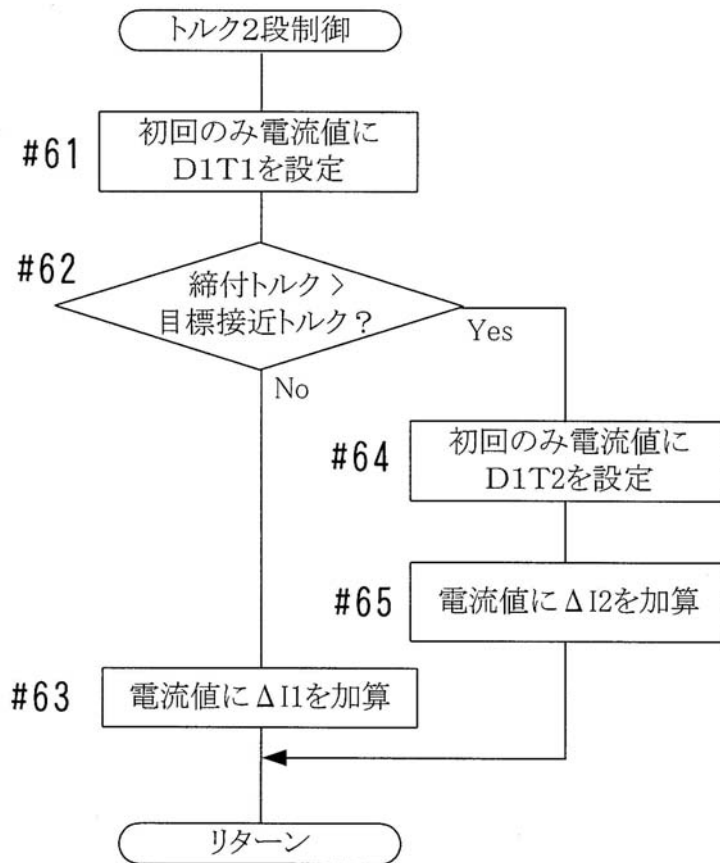 トルク2段制御
#61
初回のみ電流値に
D1T1を設定
#62
締付トルク >
目標接近トルク?
Yes
No
#64
初回のみ電流値に
D1T2を設定
#65
電流値にΔI2を加算
#63
電流値にΔI1を加算
リターン